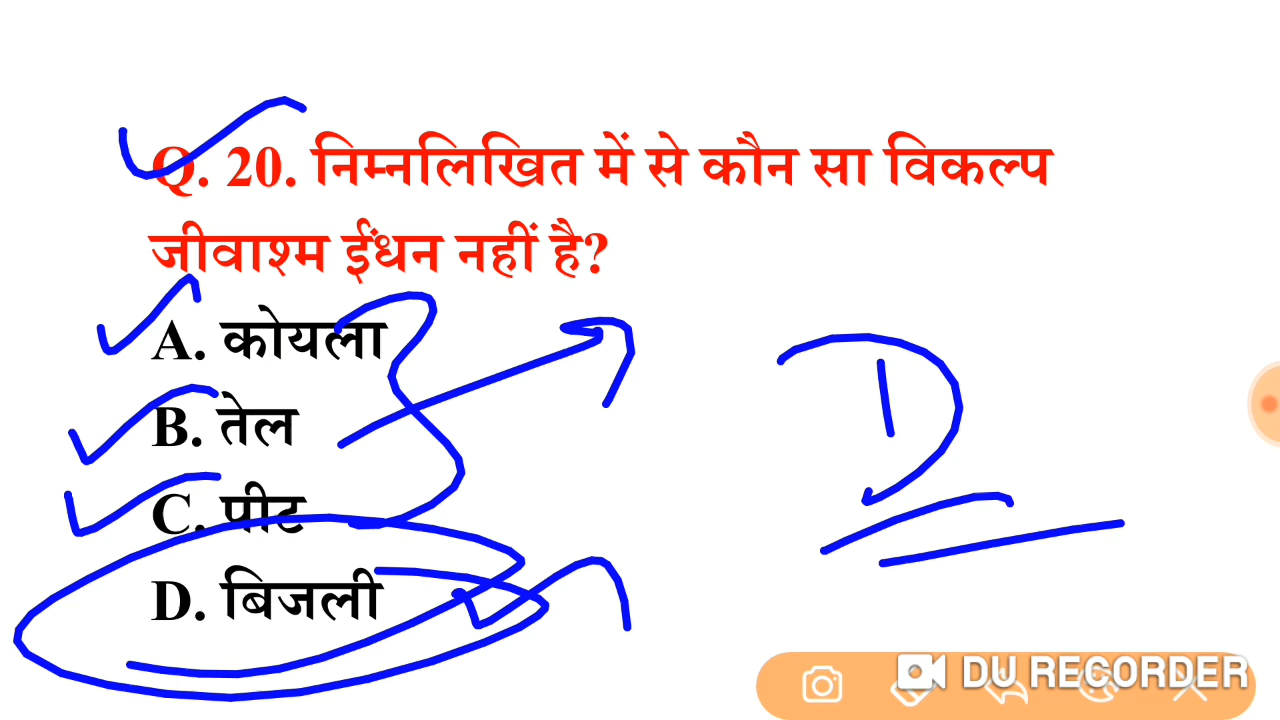 Q. 20. निम्नलिखित में से कौन सा विकल्प
जीवाश्म ईंधन नहीं है?
A. कोयला
B. तेल
C. पीट
D. बिजली
D
DU RECORDER